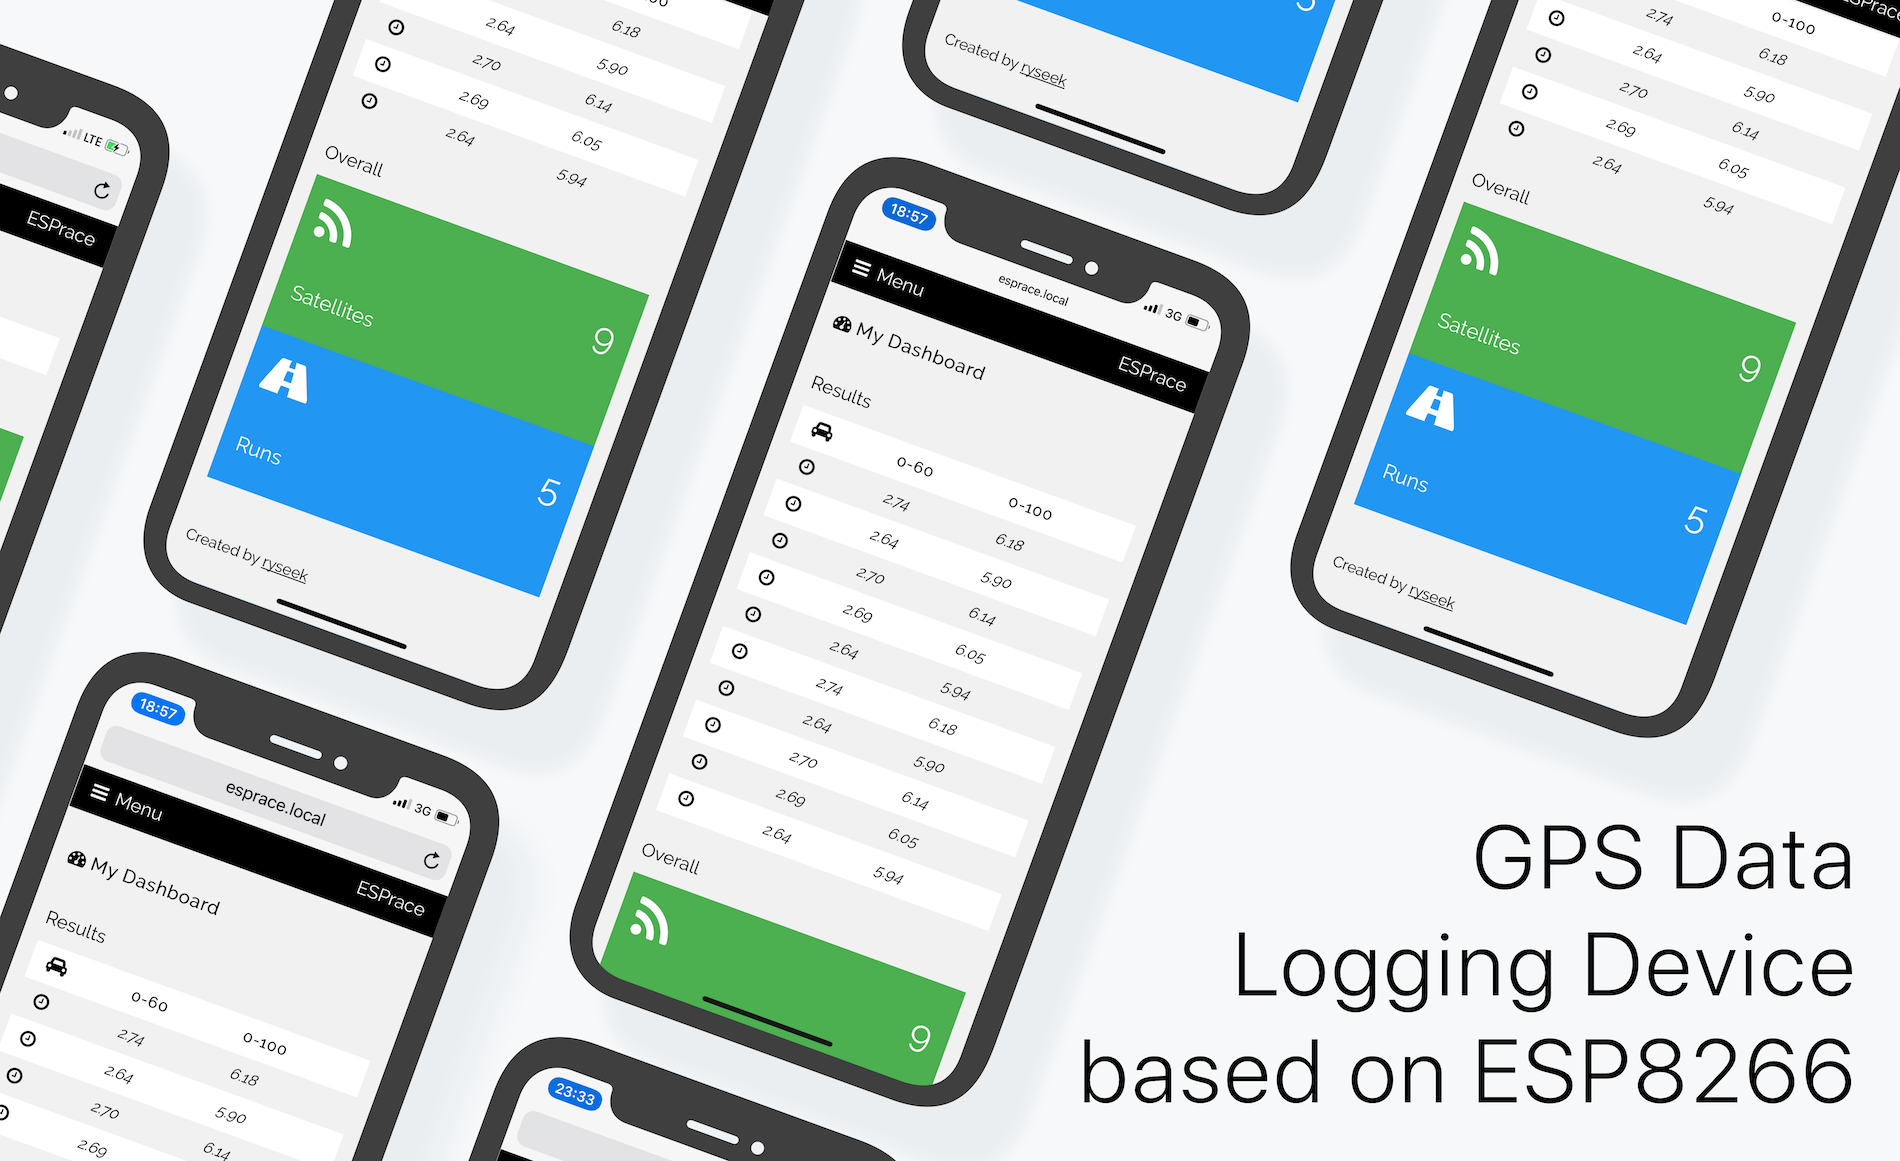 LTE
ESPrace
2.64 6.18
2.70 5.90
2.69 6.14
2.64 6.05
5.94
Overall
Satellites
9
Runs
5
Created by ryseek
5
Created by ryseek
ESPrace
2.74 0-100
2.64 6.18
2.70 5.90
2.69 6.14
2.64 6.05
5.94
Overall
Satellites
9
Runs
5
Created by ryseek
18:57
esprace.local
3G
Menu
ESPrace
My Dashboard
Results
0-60 0-100
2.74 6.18
2.64 5.90
2.70 6.14
2.69 6.05
2.64 5.94
2.74 6.18
2.64 5.90
2.70 6.14
2.69 6.05
2.64 5.94
Overall
9
18:57
3G
esprace.local
Menu
ESPrace
My Dashboard
Results
0-60 0-100
2.74 6.18
2.64 5.90
2.70 6.14
2.69
23:33
GPS Data
Logging Device
based on ESP8266